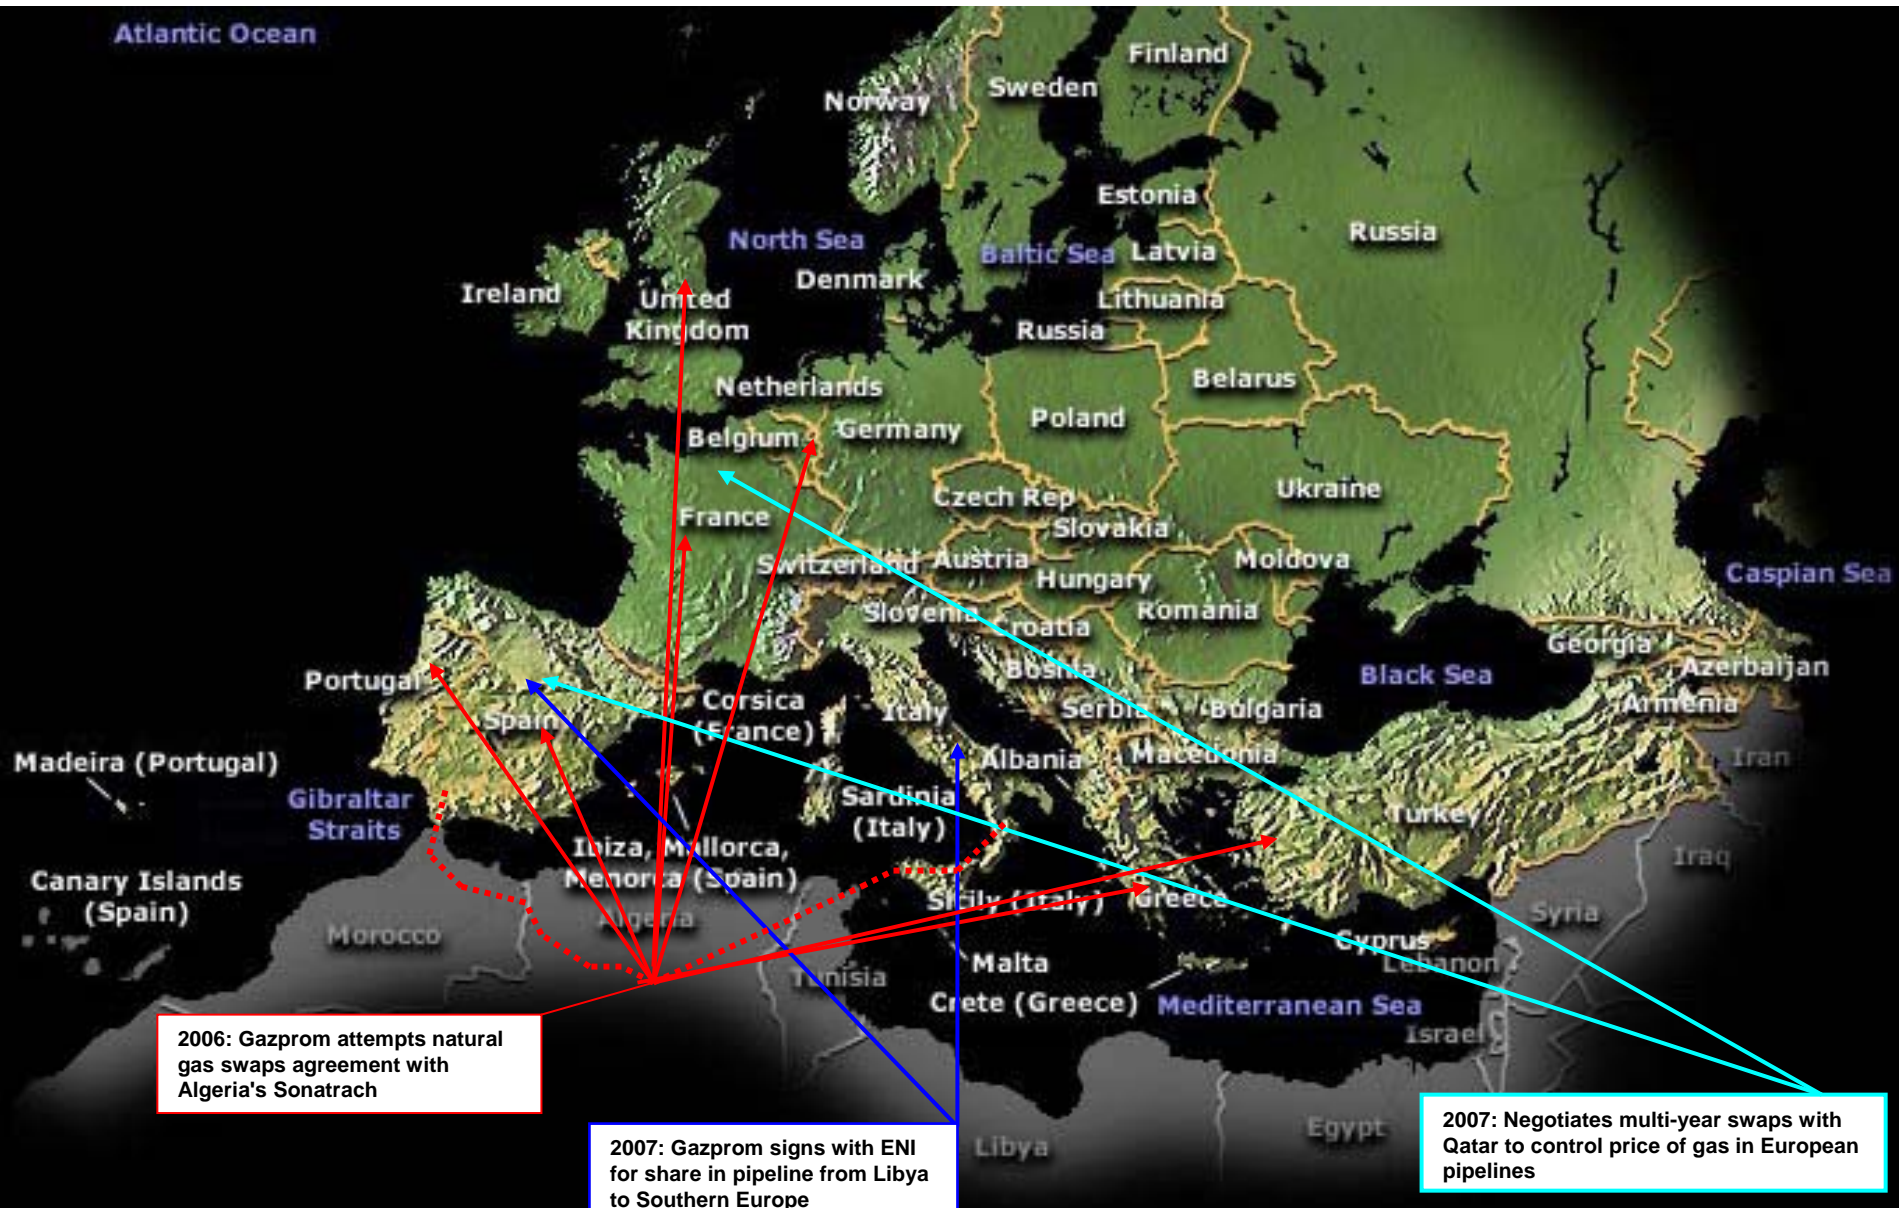 Atlantic Ocean
Finland
Sweden
Norway
Estonia
Russia
North Sea
Baltic Sea
Latvia
Denmark
Ireland
United
Kingdom
Lithuania
Russia
Netherlands
Belarus
Poland
Belgium
Germany
Czech Rep
Ukraine
France
Slovakia
Switzerland
Austria
Moldova
Hungary
Caspian Sea
Slovenia
Croatia
Romania
Georgia
Bosnia
Azerbaijan
Portugal
Black Sea
Corsica
(France)
Italy
Serbia
Bulgaria
Armenia
Spain
Madeira (Portugal)
Albania
Macedonia
Iran
Gibraltar
Straits
Sardinia
(Italy)
Turkey
Ibiza, Mallorca,
Menorca (Spain)
Iraq
Canary Islands
(Spain)
Sicily (Italy)
Greece
Algeria
Syria
Morocco
Cyprus
Lebanon
Malta
Tunisia
Crete (Greece)
Mediterranean Sea
Israel
2006: Gazprom attempts natural
gas swaps agreement with
Algeria's Sonatrach
2007: Gazprom signs with ENI
for share in pipeline from Libya
to Southern Europe
Libya
Egypt
2007: Negotiates multi-year swaps with
Qatar to control price of gas in European
pipelines